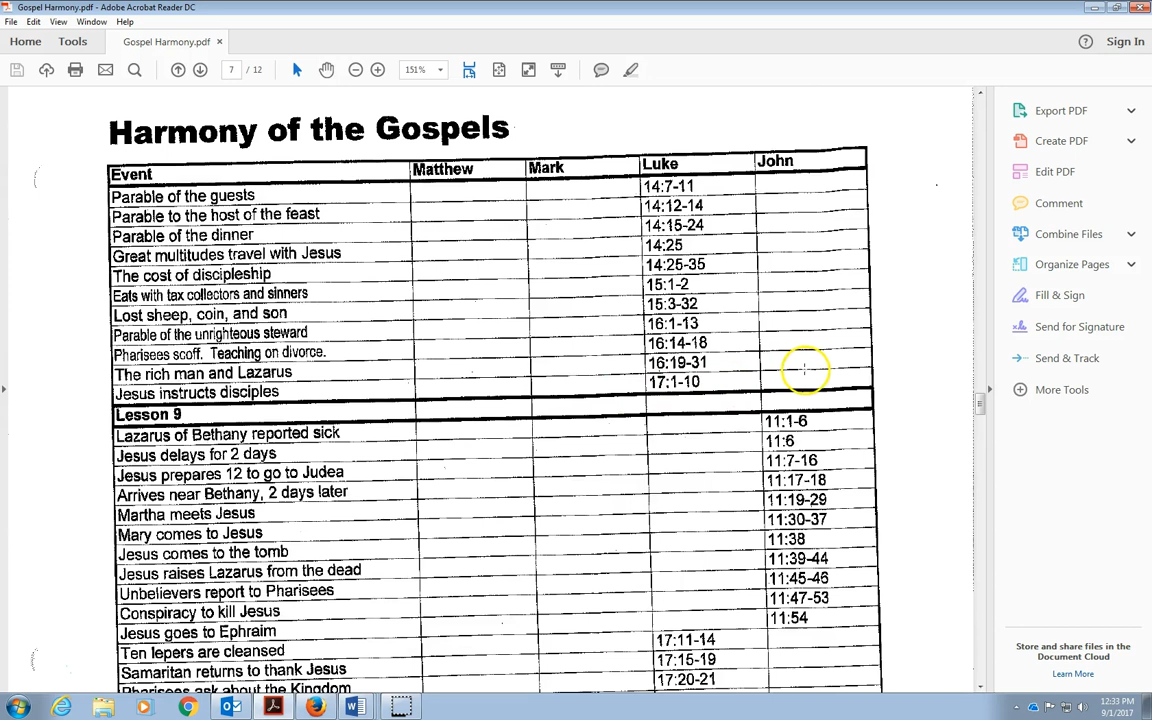 Gospel Harmony.pdf - Adobe Acrobat Reader DC
File Edit View Window Help
Home Tools Gospel Harmony.pdf × Sign In
7 / 12 151%
Harmony of the Gospels
Event Matthew Mark Luke John
Parable of the guests 14:7-11
Parable to the host of the feast 14:12-14
Parable of the dinner 14:15-24
Great multitudes travel with Jesus 14:25
The cost of discipleship 14:25-35
Eats with tax collectors and sinners 15:1-2
Lost sheep, coin, and son 15:3-32
Parable of the unrighteous steward 16:1-13
Pharisees scoff. Teaching on divorce. 16:14-18
The rich man and Lazarus 16:19-31
Jesus instructs disciples 17:1-10
Lesson 9
Lazarus of Bethany reported sick 11:1-6
Jesus delays for 2 days 11:6
Jesus prepares 12 to go to Judea 11:7-16
Arrives near Bethany, 2 days later 11:17-18
Martha meets Jesus 11:19-29
Mary comes to Jesus 11:30-37
Jesus comes to the tomb 11:38
Jesus raises Lazarus from the dead 11:39-44
Unbelievers report to Pharisees 11:45-46
Conspiracy to kill Jesus 11:47-53
Jesus goes to Ephraim 11:54
Ten lepers are cleansed 17:11-14
Samaritan returns to thank Jesus 17:15-19
Pharisees ask about the Kingdom 17:20-21
Export PDF
Create PDF
Edit PDF
Comment
Combine Files
Organize Pages
Fill & Sign
Send for Signature
Send & Track
More Tools
Store and share files in the
Document Cloud
Learn More
12:33 PM
9/1/2017